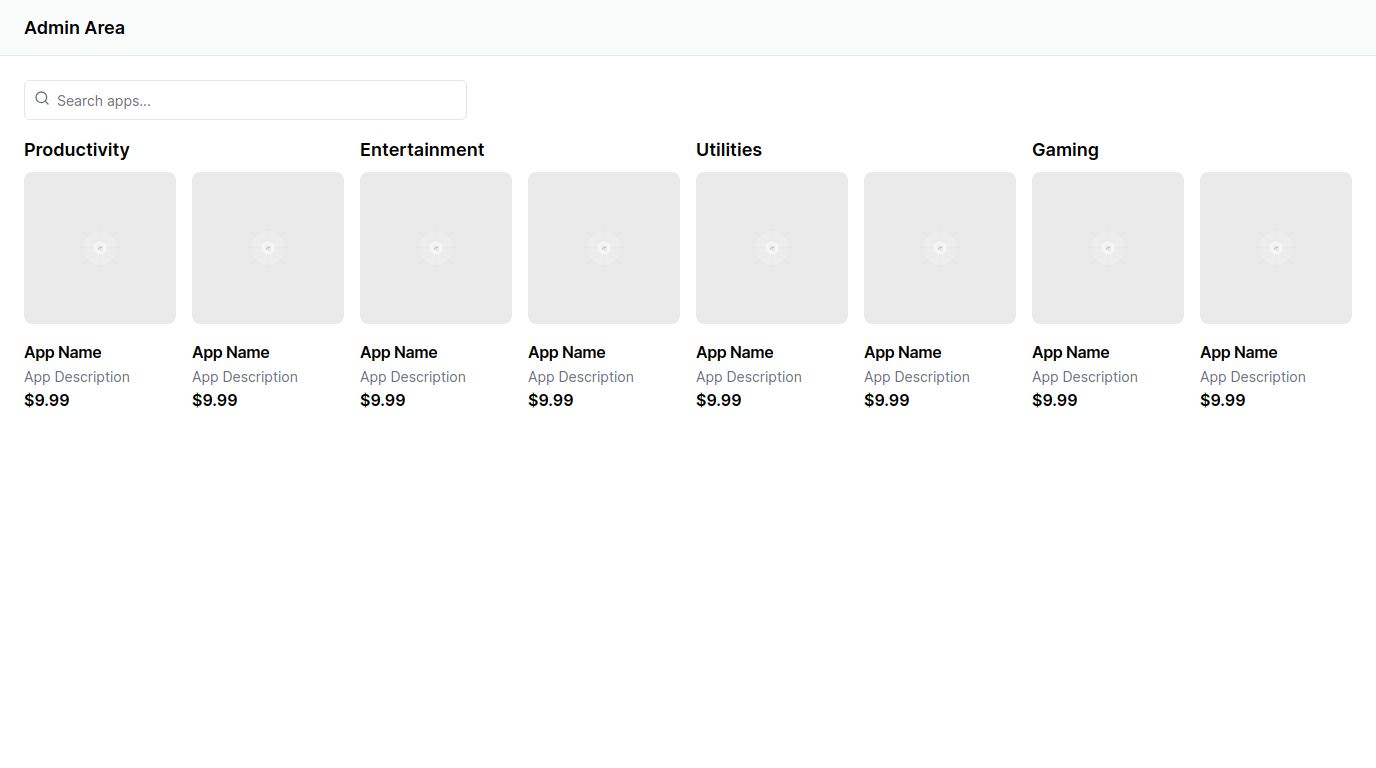 Admin Area
Search apps...
Productivity
Entertainment
Utilities
Gaming
App Name
App Description
$9.99
App Name
App Description
$9.99
App Name
App Description
$9.99
App Name
App Description
$9.99
App Name
App Description
$9.99
App Name
App Description
$9.99
App Name
App Description
$9.99
App Name
App Description
$9.99